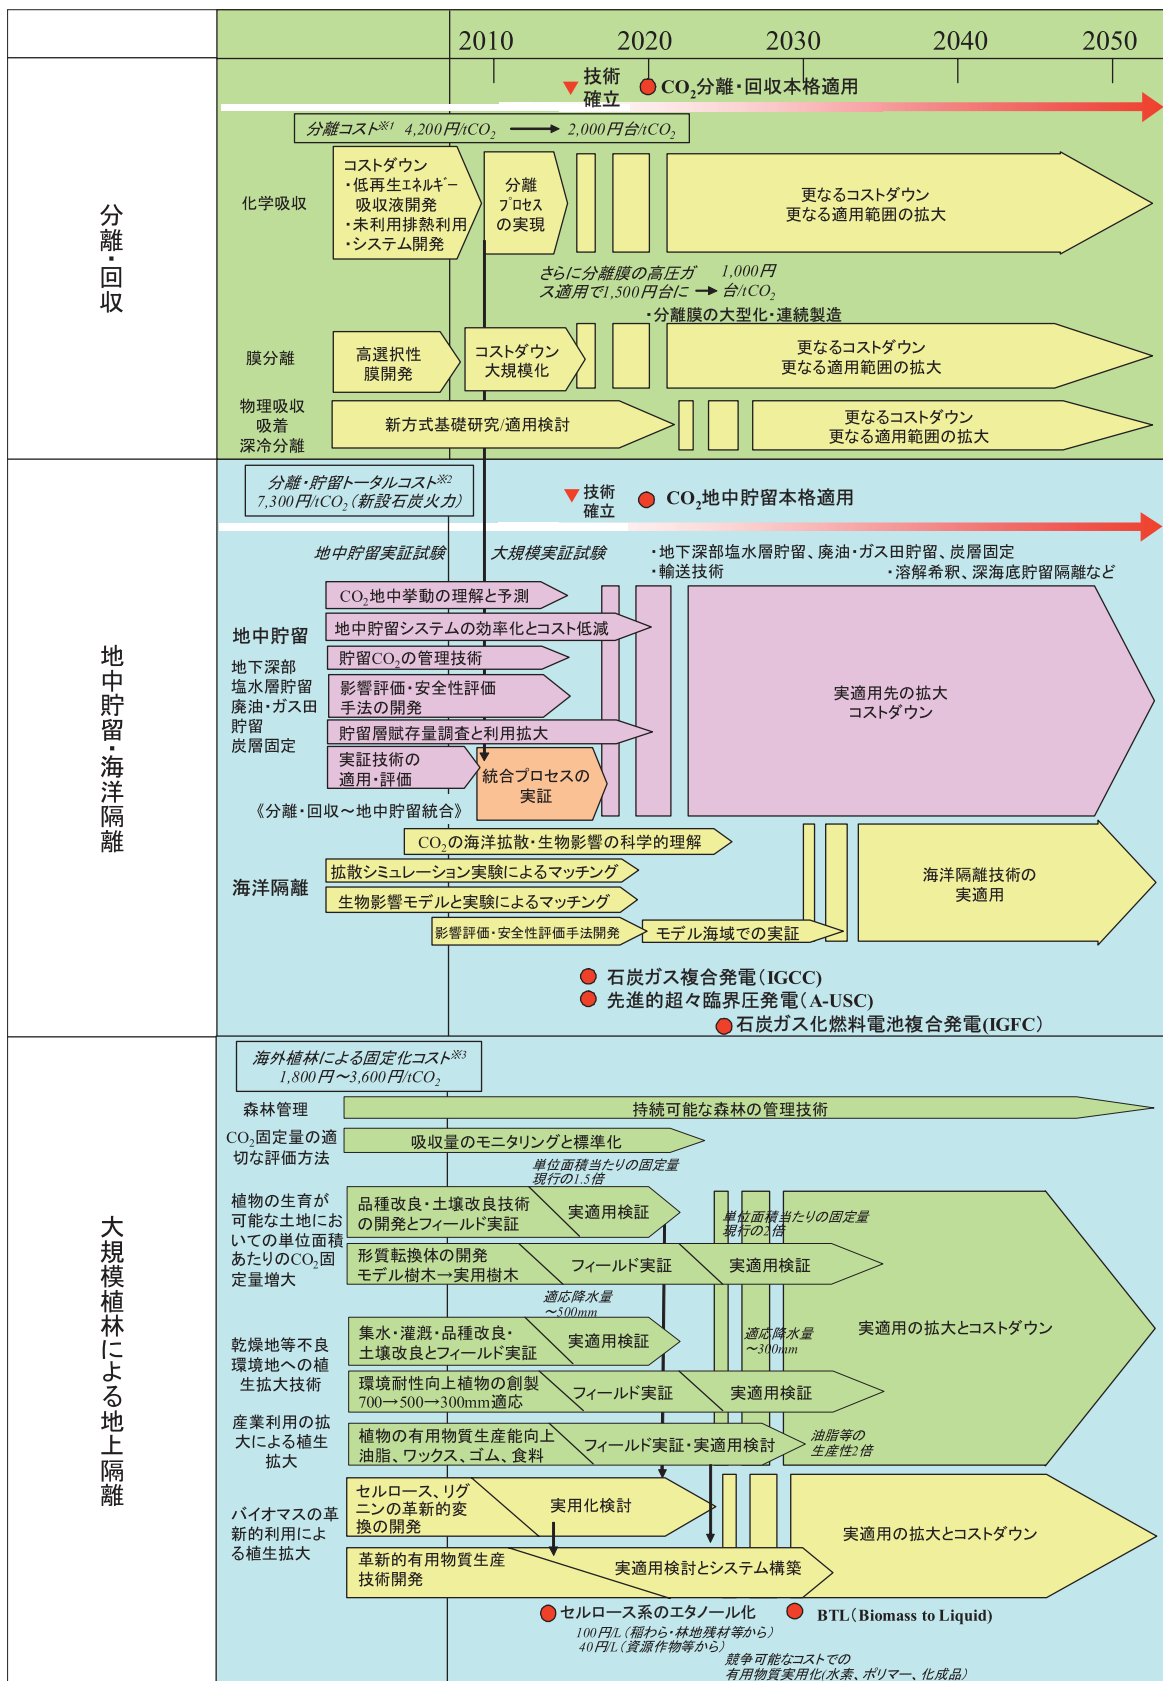 2010 2020 2030 2040 2050
分離・回収
▼技術
確立
CO2分離・回収本格適用
分離コスト※1 4,200円/tCO2 → 2,000円台/tCO2
化学吸収
コストダウン
・低再生エネルギー
吸収液開発
・未利用排熱利用
・システム開発
分離
プロセス
の実現
更なるコストダウン
更なる適用範囲の拡大
さらに分離膜の高圧ガ
ス適用で1,500円台に →
1,000円
台/tCO2
・分離膜の大型化・連続製造
膜分離
高選択性
膜開発
コストダウン
大規模化
更なるコストダウン
更なる適用範囲の拡大
物理吸収
吸着
深冷分離
新方式基礎研究/適用検討
更なるコストダウン
更なる適用範囲の拡大
地中貯留・海洋隔離
分離・貯留トータルコスト※2
7,300円/tCO2(新設石炭火力)
▼技術
確立
CO2地中貯留本格適用
地中貯留実証試験
大規模実証試験
・地下深部塩水層貯留、廃油・ガス田貯留、炭層固定
・輸送技術
・溶解希釈、深海底貯留隔離など
地中貯留
地下深部
塩水層貯留
廃油・ガス田
貯留
炭層固定
CO2地中挙動の理解と予測
地中貯留システムの効率化とコスト低減
貯留CO2の管理技術
影響評価・安全性評価
手法の開発
貯留層賦存量調査と利用拡大
実証技術の
適用・評価
統合プロセスの
実証
《分離・回収～地中貯留統合》
実適用先の拡大
コストダウン
海洋隔離
CO2の海洋拡散・生物影響の科学的理解
拡散シミュレーション実験によるマッチング
生物影響モデルと実験によるマッチング
影響評価・安全性評価手法開発
モデル海域での実証
海洋隔離技術の
実適用
石炭ガス複合発電(IGCC)
先進的超々臨界圧発電(A-USC)
石炭ガス化燃料電池複合発電(IGFC)
大規模植林による地上隔離
海外植林による固定化コスト※3
1,800円～3,600円/tCO2
森林管理
持続可能な森林の管理技術
CO2固定量の適
切な評価方法
吸収量のモニタリングと標準化
単位面積当たりの固定量
現行の1.5倍
植物の生育が
可能な土地にお
いての単位面積
あたりのCO2固
定量増大
品種改良・土壌改良技術
の開発とフィールド実証
実適用検証
単位面積当たりの固定量
現行の2倍
形質転換体の開発
モデル樹木→実用樹木
フィールド実証
実適用検証
適応降水量
～500mm
乾燥地等不良
環境地への植
生拡大技術
集水・灌漑・品種改良・
土壌改良とフィールド実証
実適用検証
適応降水量
～300mm
実適用の拡大とコストダウン
環境耐性向上植物の創製
700→500→300mm適応
フィールド実証
実適用検証
産業利用の拡
大による植生
拡大
植物の有用物質生産能向上
油脂、ワックス、ゴム、食料
フィールド実証・実適用検討
油脂等の
生産性2倍
バイオマスの革
新的利用によ
る植生拡大
セルロース、リグ
ニンの革新的変
換の開発
実用化検討
実適用の拡大とコストダウン
革新的有用物質生産
技術開発
実適用検討とシステム構築
セルロース系のエタノール化
100円/L(稲わら・林地残材等から)
40円/L(資源作物等から)
BTL(Biomass to Liquid)
競争可能なコストでの
有用物質実用化(水素、ポリマー、化成品)